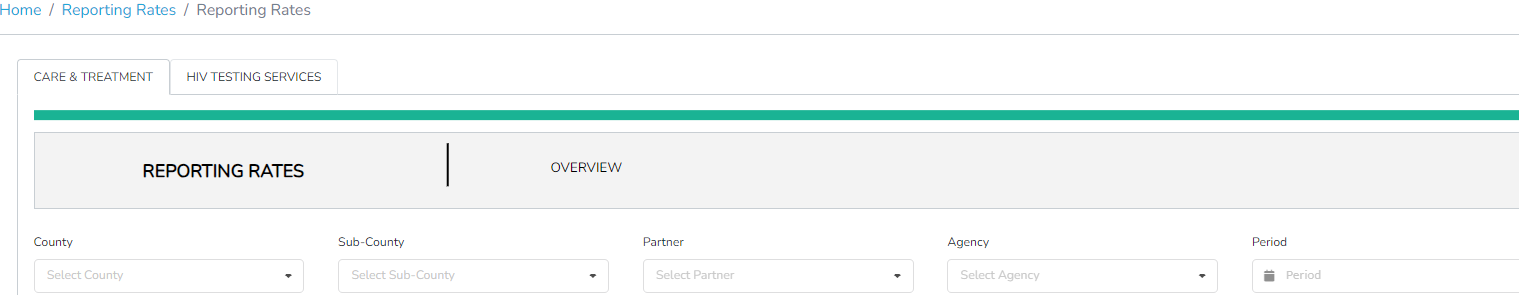 Home / Reporting Rates / Reporting Rates
CARE & TREATMENT HIV TESTING SERVICES
REPORTING RATES OVERVIEW
County Sub-County Partner Agency Period
Select County Select Sub-County Select Partner Select Agency Period